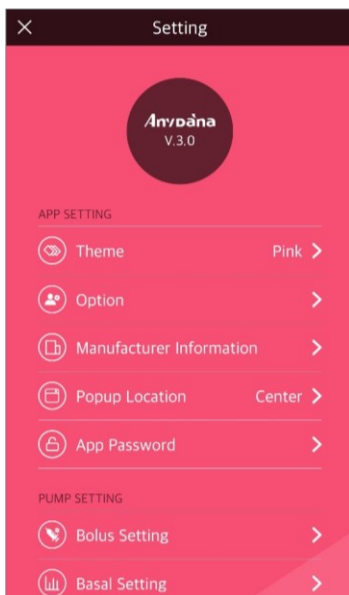 Setting
AnyDana
V.3.0
APP SETTING
Theme Pink
Option
Manufacturer Information
Popup Location Center
App Password
PUMP SETTING
Bolus Setting
Basal Setting